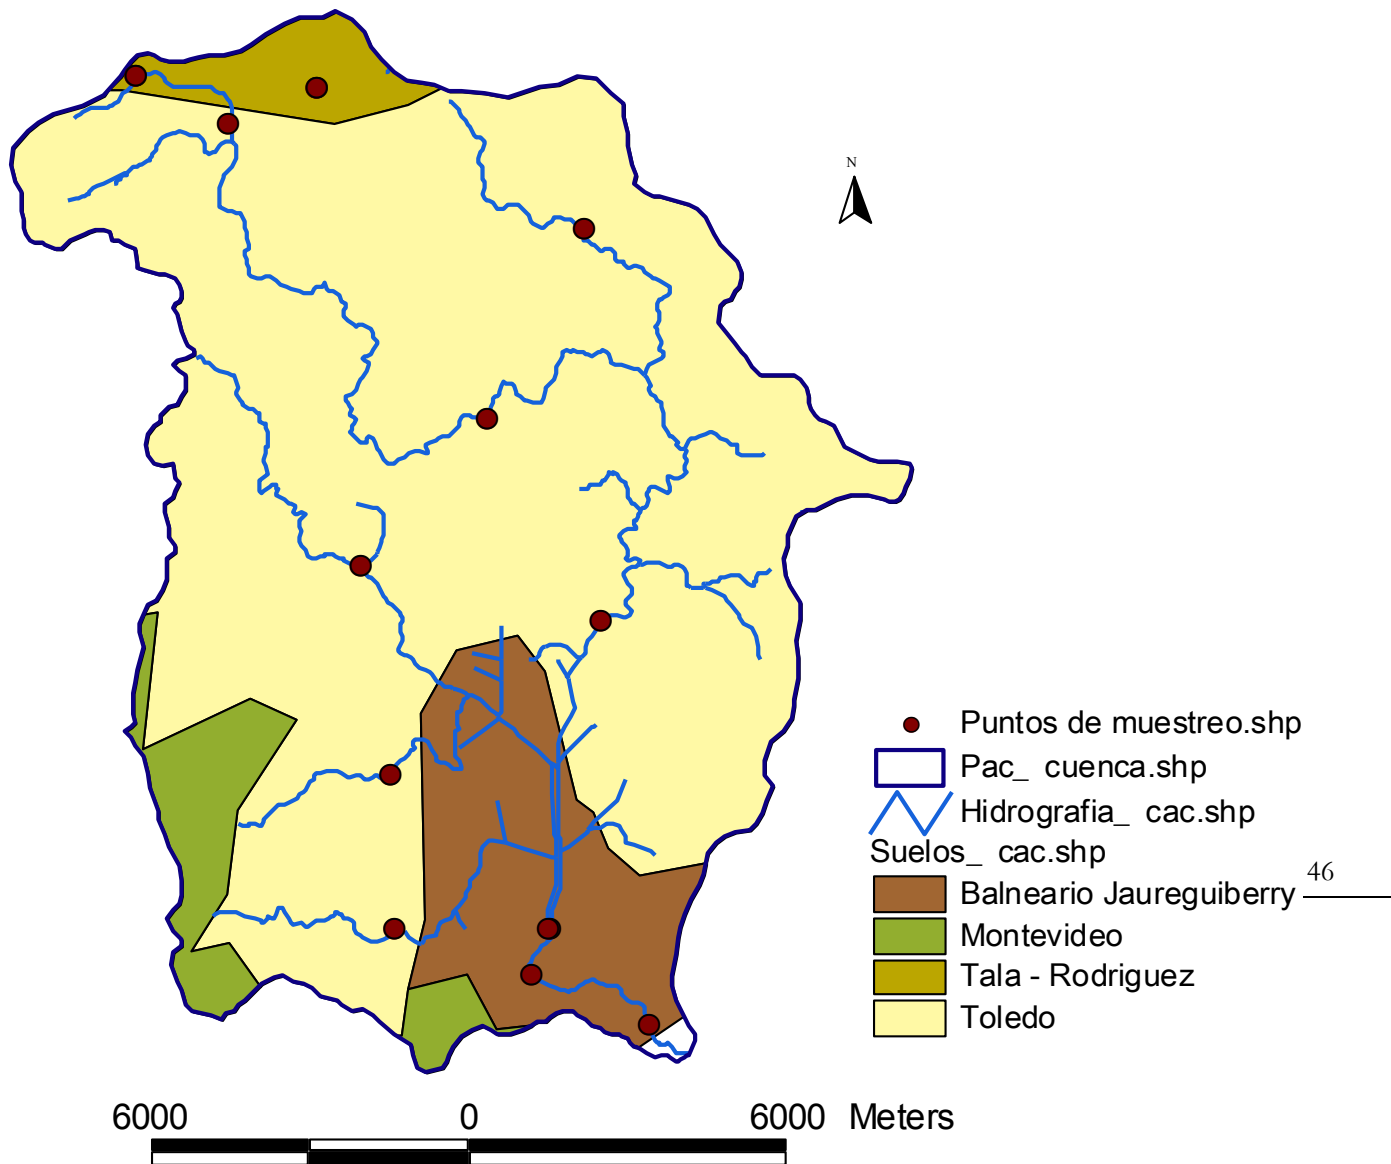 N
Puntos de muestreo.shp
Pac_ cuenca.shp
Hidrografia_ cac.shp
Suelos_ cac.shp
46
Balneario Jaureguiberry
Montevideo
Tala - Rodriguez
Toledo
6000 0 6000 Meters